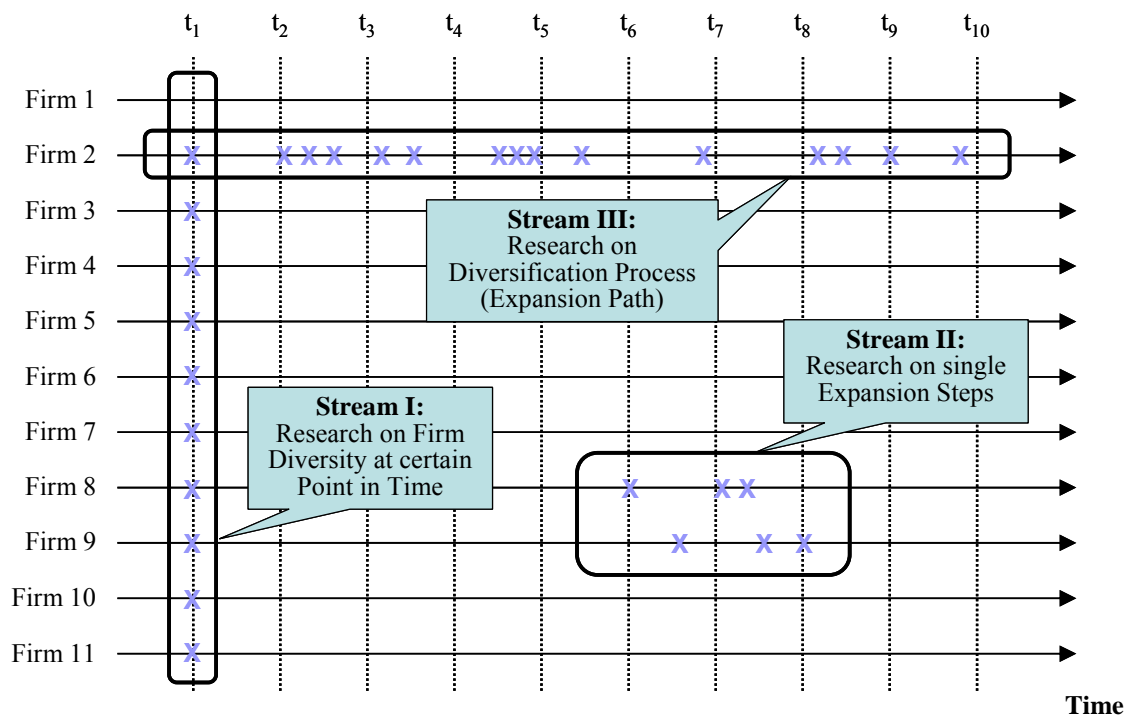 t1 t2 t3 t4 t5 t6 t7 t8 t9 t10
Firm 1
Firm 2 X X X X X X X X X X X X X X X
Firm 3 X
Stream III:
Research on
Diversification Process
(Expansion Path)
Firm 4 X
Firm 5 X
Stream II:
Research on single
Expansion Steps
Firm 6 X
Stream I:
Research on Firm
Diversity at certain
Point in Time
Firm 7 X
Firm 8 X X X X
Firm 9 X X X X
Firm 10 X
Firm 11 X
Time